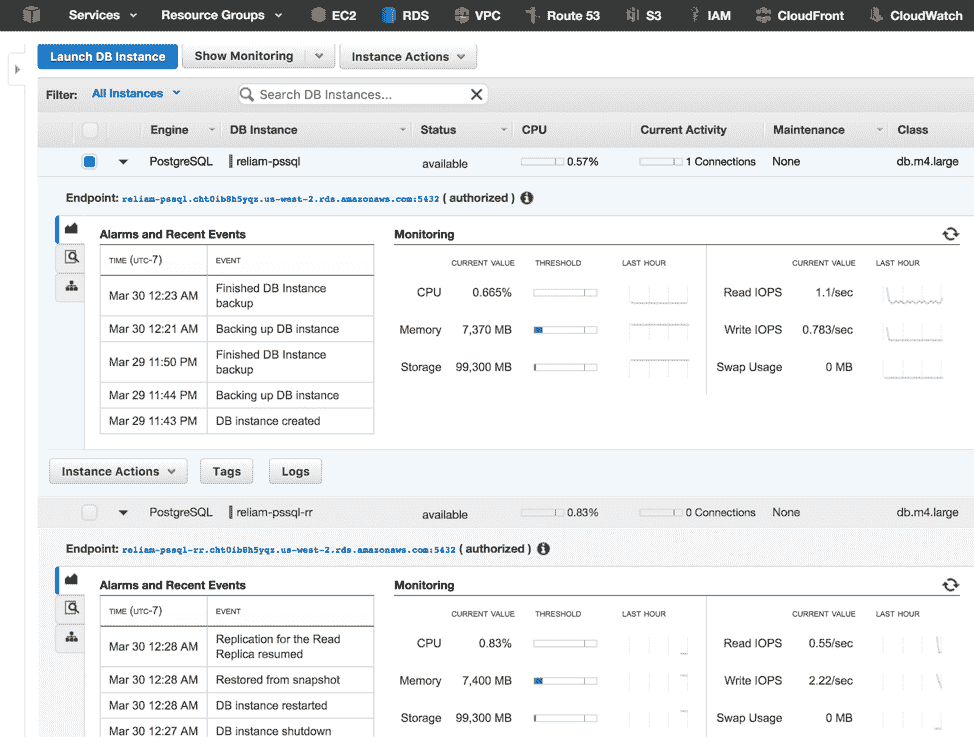 Services Resource Groups EC2 RDS VPC Route 53 S3 IAM CloudFront CloudWatch
Launch DB Instance Show Monitoring Instance Actions
Filter: All Instances Search DB Instances...
Engine DB Instance Status CPU Current Activity Maintenance Class
PostgreSQL reliam-pssql available 0.57% 1 Connections None db.m4.large
Endpoint: reliam-pssql.cht0ib8h5yqz.us-west-2.rds.amazonaws.com:5432 ( authorized )
Alarms and Recent Events
TIME (UTC-7) EVENT
Mar 30 12:23 AM Finished DB Instance
backup
Mar 30 12:21 AM Backing up DB instance
Mar 29 11:50 PM Finished DB Instance
backup
Mar 29 11:44 PM Backing up DB instance
Mar 29 11:43 PM DB instance created
Monitoring
CURRENT VALUE THRESHOLD LAST HOUR CURRENT VALUE LAST HOUR
CPU 0.665% Read IOPS 1.1/sec
Memory 7,370 MB Write IOPS 0.783/sec
Storage 99,300 MB Swap Usage 0 MB
Instance Actions Tags Logs
PostgreSQL reliam-pssql-rr available 0.83% 0 Connections None db.m4.large
Endpoint: reliam-pssql-rr.cht0ib8h5yqz.us-west-2.rds.amazonaws.com:5432 ( authorized )
Alarms and Recent Events
TIME (UTC-7) EVENT
Mar 30 12:28 AM Replication for the Read
Replica resumed
Mar 30 12:28 AM Restored from snapshot
Mar 30 12:28 AM DB instance restarted
Mar 30 12:27 AM DB instance shutdown
Monitoring
CURRENT VALUE THRESHOLD LAST HOUR CURRENT VALUE LAST HOUR
CPU 0.83% Read IOPS 0.55/sec
Memory 7,400 MB Write IOPS 2.22/sec
Storage 99,300 MB Swap Usage 0 MB